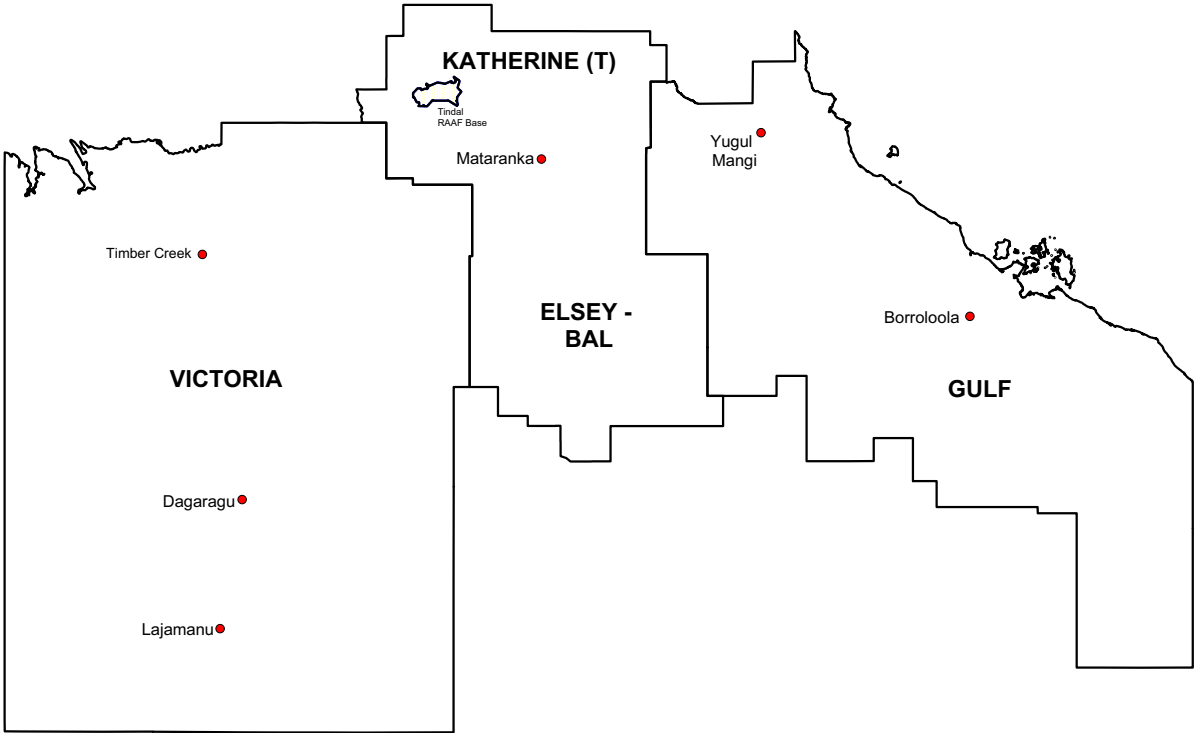 KATHERINE (T)
Tindal
RAAF Base
Mataranka
Yugul
Mangi
Timber Creek
ELSEY -
BAL
Borroloola
VICTORIA
GULF
Dagaragu
Lajamanu